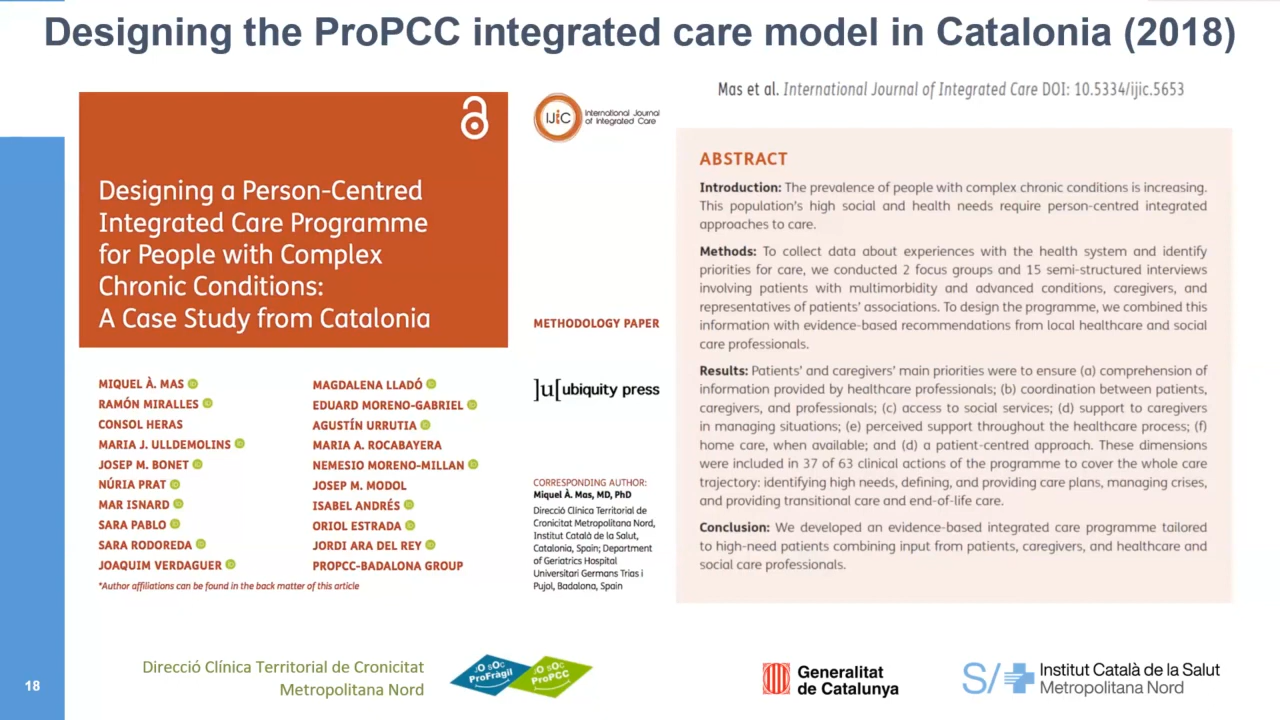 Designing the ProPCC integrated care model in Catalonia (2018)
Mas et al. International Journal of Integrated Care DOI: 10.5334/ijic.5653
Designing a Person-Centred
Integrated Care Programme
for People with Complex
Chronic Conditions:
A Case Study from Catalonia
IJIC
International Journal
of Integrated Care
METHODOLOGY PAPER
]u[ ubiquity press
MIQUEL À. MAS
RAMÓN MIRALLES
CONSOL HERAS
MARIA J. ULLDEMOLINS
JOSEP M. BONET
NÚRIA PRAT
MAR ISNARD
SARA PABLO
SARA RODOREDA
JOAQUIM VERDAGUER
MAGDALENA LLADÓ
EDUARD MORENO-GABRIEL
AGUSTÍN URRUTIA
MARIA A. ROCABAYERA
NEMESIO MORENO-MILLAN
JOSEP M. MODOL
ISABEL ANDRÉS
ORIOL ESTRADA
JORDI ARA DEL REY
PROPCC-BADALONA GROUP
*Author affiliations can be found in the back matter of this article
CORRESPONDING AUTHOR:
Miquel À. Mas, MD, PhD
Direcció Clínica Territorial de
Cronicitat Metropolitana Nord,
Institut Català de la Salut,
Catalonia, Spain; Department
of Geriatrics Hospital
Universitari Germans Trias i
Pujol, Badalona, Spain
ABSTRACT
Introduction: The prevalence of people with complex chronic conditions is increasing.
This population's high social and health needs require person-centred integrated
approaches to care.
Methods: To collect data about experiences with the health system and identify
priorities for care, we conducted 2 focus groups and 15 semi-structured interviews
involving patients with multimorbidity and advanced conditions, caregivers, and
representatives of patients' associations. To design the programme, we combined this
information with evidence-based recommendations from local healthcare and social
care professionals.
Results: Patients' and caregivers' main priorities were to ensure (a) comprehension of
information provided by healthcare professionals; (b) coordination between patients,
caregivers, and professionals; (c) access to social services; (d) support to caregivers
in managing situations; (e) perceived support throughout the healthcare process; (f)
home care, when available; and (d) a patient-centred approach. These dimensions
were included in 37 of 63 clinical actions of the programme to cover the whole care
trajectory: identifying high needs, defining, and providing care plans, managing crises,
and providing transitional care and end-of-life care.
Conclusion: We developed an evidence-based integrated care programme tailored
to high-need patients combining input from patients, caregivers, and healthcare and
social care professionals.
18
Direcció Clínica Territorial de Cronicitat
Metropolitana Nord
JO SOC
ProFràgil
JO SOC
ProPCC
Generalitat
de Catalunya
S/
Institut Català de la Salut
Metropolitana Nord